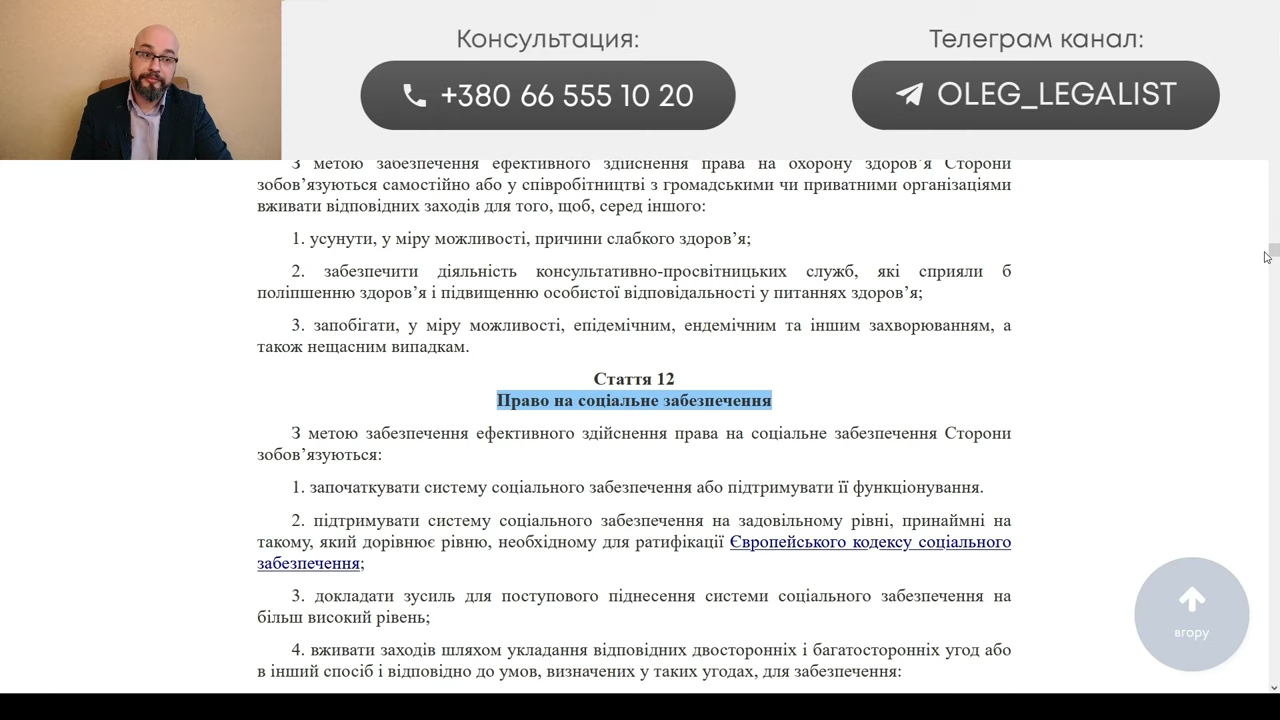 Консультация:
Телеграм канал:
+380 66 555 10 20
OLEG_LEGALIST
З метою забезпечення ефективного здійснення права на охорону здоров’я Сторони
зобов’язуються самостійно або у співробітництві з громадськими чи приватними організаціями
вживати відповідних заходів для того, щоб, серед іншого:
1. усунути, у міру можливості, причини слабкого здоров’я;
2. забезпечити діяльність консультативно-просвітницьких служб, які сприяли б
поліпшенню здоров’я і підвищенню особистої відповідальності у питаннях здоров’я;
3. запобігати, у міру можливості, епідемічним, ендемічним та іншим захворюванням, а
також нещасним випадкам.
Стаття 12
Право на соціальне забезпечення
З метою забезпечення ефективного здійснення права на соціальне забезпечення Сторони
зобов’язуються:
1. започаткувати систему соціального забезпечення або підтримувати її функціонування.
2. підтримувати систему соціального забезпечення на задовільному рівні, принаймні на
такому, який дорівнює рівню, необхідному для ратифікації Європейського кодексу соціального
забезпечення;
3. докладати зусиль для поступового піднесення системи соціального забезпечення на
більш високий рівень;
4. вживати заходів шляхом укладання відповідних двосторонніх і багатосторонніх угод або
в інший спосіб і відповідно до умов, визначених у таких угодах, для забезпечення:
вгору